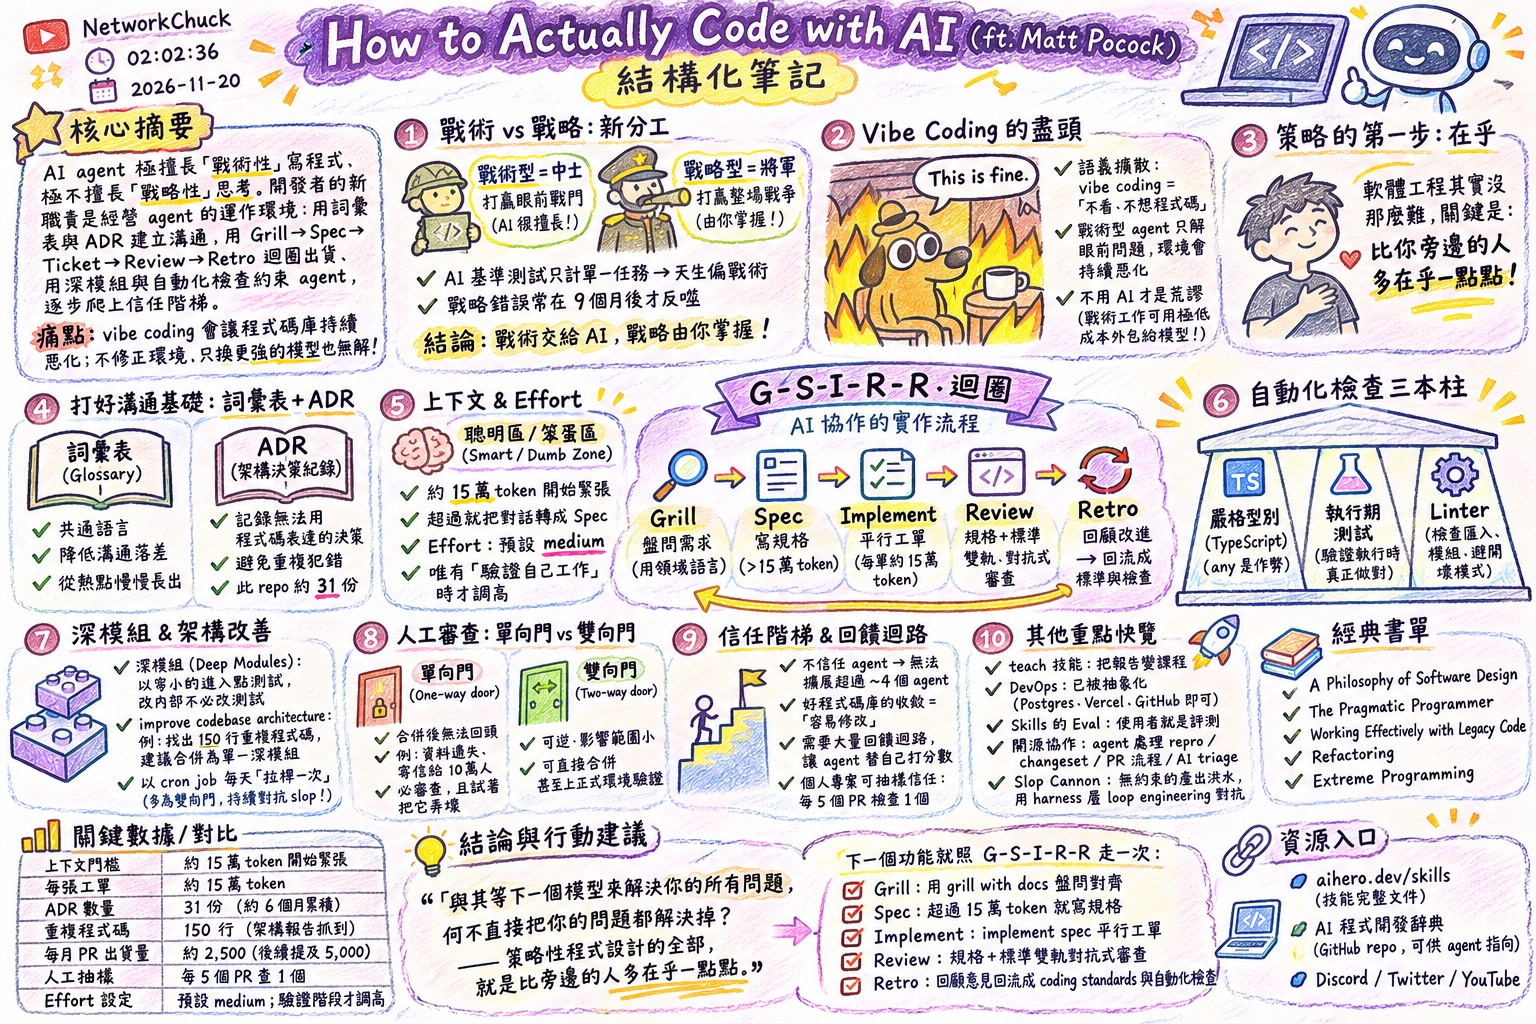 NetworkChuck
02:02:36
2026-11-20
How to Actually Code with AI (ft. Matt Pocock)
結構化筆記
</>
核心摘要
AI agent 極擅長「戰術性」寫程式、
極不擅長「戰略性」思考。開發者的新
職責是經營 agent 的運作環境：用詞彙
表與 ADR 建立溝通，用 Grill→Spec→
Ticket→Review→Retro 迴圈出貨、
用深模組與自動化檢查約束 agent，
逐步爬上信任階梯。
痛點：vibe coding 會讓程式碼庫持續
惡化；不修正環境，只換更強的模型也無解！
1 戰術 vs 戰略：新分工
戰術型=中士
打贏眼前戰鬥
(AI 很擅長！)
</>
戰略型=將軍
打贏整場戰爭
(由你掌握！)
AI 基準測試只計單一任務→天生偏戰術
戰略錯誤常在 9 個月後才反噬
結論：戰術交給 AI，戰略由你掌握！
2 Vibe Coding 的盡頭
This is fine.
語義擴散：
vibe coding =
「不看、不想程式碼」
戰術型 agent 只解
眼前問題，環境會
持續惡化
不用 AI 才是荒謬
(戰術工作可用極低
成本外包給模型！)
3 策略的第一步：在乎
軟體工程其實沒
那麼難，關鍵是：
比你旁邊的人
多在乎一點點！
4 打好溝通基礎：詞彙表+ADR
詞彙表
(Glossary)
共通語言
降低溝通落差
從熱點慢慢長出
ADR
(架構決策紀錄)
記錄無法用
程式碼表達的決策
避免重複犯錯
此 repo 約 31 份
5 上下文 & Effort
聰明區/笨蛋區
(Smart / Dumb Zone)
約 15 萬 token 開始緊張
超過就把對話轉成 Spec
Effort：預設 medium
唯有「驗證自己工作」
時才調高
G-S-I-R-R·迴圈
AI 協作的實作流程
</>
Grill
盤問需求
(用領域語言)
Spec
寫規格
(>15 萬 token)
Implement
平行工單
(每單約 15 萬
token)
Review
規格+標準
雙軌·對抗式
審查
Retro
回顧改進
→ 回流成
標準與檢查
6 自動化檢查三本柱
TS
嚴格型別
(TypeScript)
(any 是作弊)
執行期
測試
(驗證執行時
真正做對)
Linter
(檢查匯入、
模組·避開
壞模式)
7 深模組 & 架構改善
深模組 (Deep Modules)：
以窄小的進入點測試，
改內部不必改測試
improve codebase architecture：
例：找出 150 行重複程式碼，
建議合併為單一深模組
以 cron job 每天「拉桿一次」
(多為雙向門，持續對抗 slop！)
8 人工審查：單向門 vs 雙向門
單向門
(One-way door)
合併後無法回頭
例：資料遺失、
寄信給 10萬人
必審查，且試著
把它弄壞
雙向門
(Two-way door)
可逆·影響範圍小
可直接合併
甚至上正式環境驗證
9 信任階梯 & 回饋迴路
不信任 agent → 無法
擴展超過 ~4 個 agent
好程式碼庫的收斂 =
「容易修改」
需要大量回饋迴路，
讓 agent 替自己打分數
個人專案可抽樣信任：
每 5 個 PR 檢查 1 個
10 其他重點快覽
teach 技能：把報告變課程
DevOps：已被抽象化
(Postgres、Vercel、GitHub 即可)
Skills 的 Eval：使用者就是評測
開源協作：agent 處理 repro /
changeset / PR 流程 / AI triage
Slop Cannon：無約束的產出洪水，
用 harness 層 loop engineering 對抗
經典書單
A Philosophy of Software Design
The Pragmatic Programmer
Working Effectively with Legacy Code
Refactoring
Extreme Programming
關鍵數據/對比
上下文門檻 約 15 萬 token 開始緊張
每張工單 約 15 萬 token
ADR 數量 31 份 (約 6 個月累積)
重複程式碼 150 行 (架構報告抓到)
每月 PR 出貨量 約 2,500 (後續提及 5,000)
人工抽樣 每 5 個 PR 查 1 個
Effort 設定 預設 medium；驗證階段才調高
結論與行動建議
“「與其等下一個模型來解決你的所有問題，
何不直接把你的問題都解決掉？
—— 策略性程式設計的全部，
就是比旁邊的人多在乎一點點。”
下一個功能就照 G-S-I-R-R 走一次：
Grill：用 grill with docs 盤問對齊
Spec：超過 15 萬 token 就寫規格
Implement：implement spec 平行工單
Review：規格+標準雙軌對抗式審查
Retro：回顧意見回流成 coding standards 與自動化檢查
資源入口
aihero.dev/skills
(技能完整文件)
AI 程式開發辭典
(GitHub repo，可供 agent 指向)
Discord / Twitter / YouTube